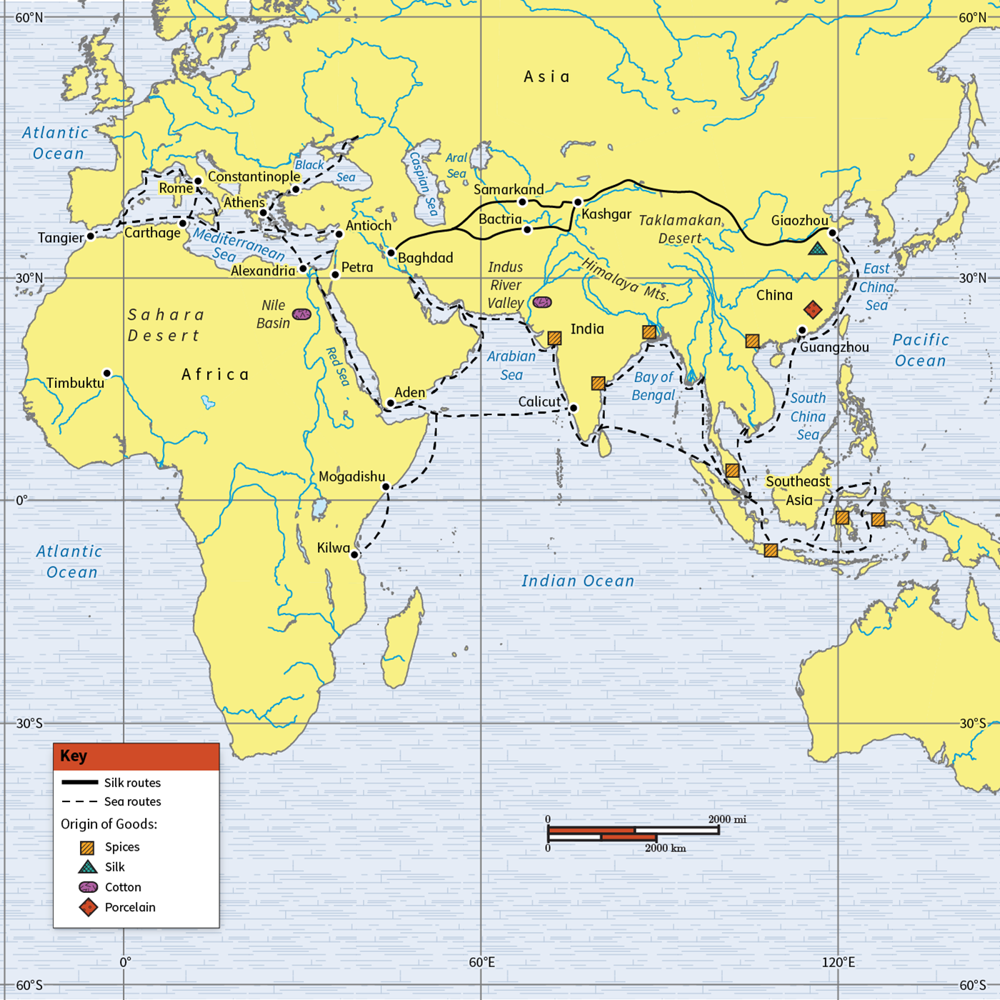 60°N
60°N
Asia
Atlantic
Ocean
Black
Sea
Caspian Sea
Aral
Sea
Constantinople
Rome
Athens
Samarkand
Bactria
Kashgar
Taklamakan
Desert
Giaozhou
Antioch
Tangier
Carthage
Mediterranean
Sea
Baghdad
Alexandria
Petra
Indus
River
Valley
Himalaya Mts.
30°N
30°N
East
China
Sea
China
Sahara
Desert
Nile
Basin
India
Guangzhou
Pacific
Ocean
Red Sea
Arabian
Sea
Timbuktu
Africa
Aden
Bay of
Bengal
Calicut
South
China
Sea
Mogadishu
Southeast
Asia
0°
Kilwa
Atlantic
Ocean
Indian Ocean
30°S
30°S
Key
Silk routes
Sea routes
Origin of Goods:
Spices
Silk
Cotton
Porcelain
0
2000 mi
0
2000 km
0°
60°E
120°E
60°S
60°S